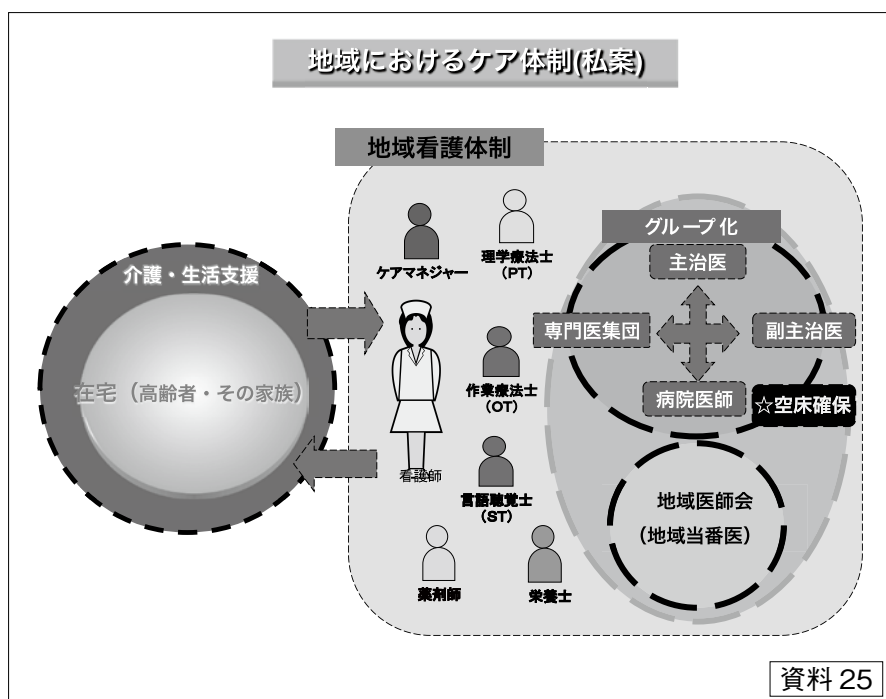 地域におけるケア体制(私案)
地域看護体制
ケアマネジャー
理学療法士
(PT)
グループ化
主治医
介護・生活支援
専門医集団
副主治医
在宅(高齢者・その家族)
作業療法士
(OT)
病院医師
☆空床確保
看護師
言語聴覚士
(ST)
地域医師会
(地域当番医)
薬剤師
栄養士
資料 25